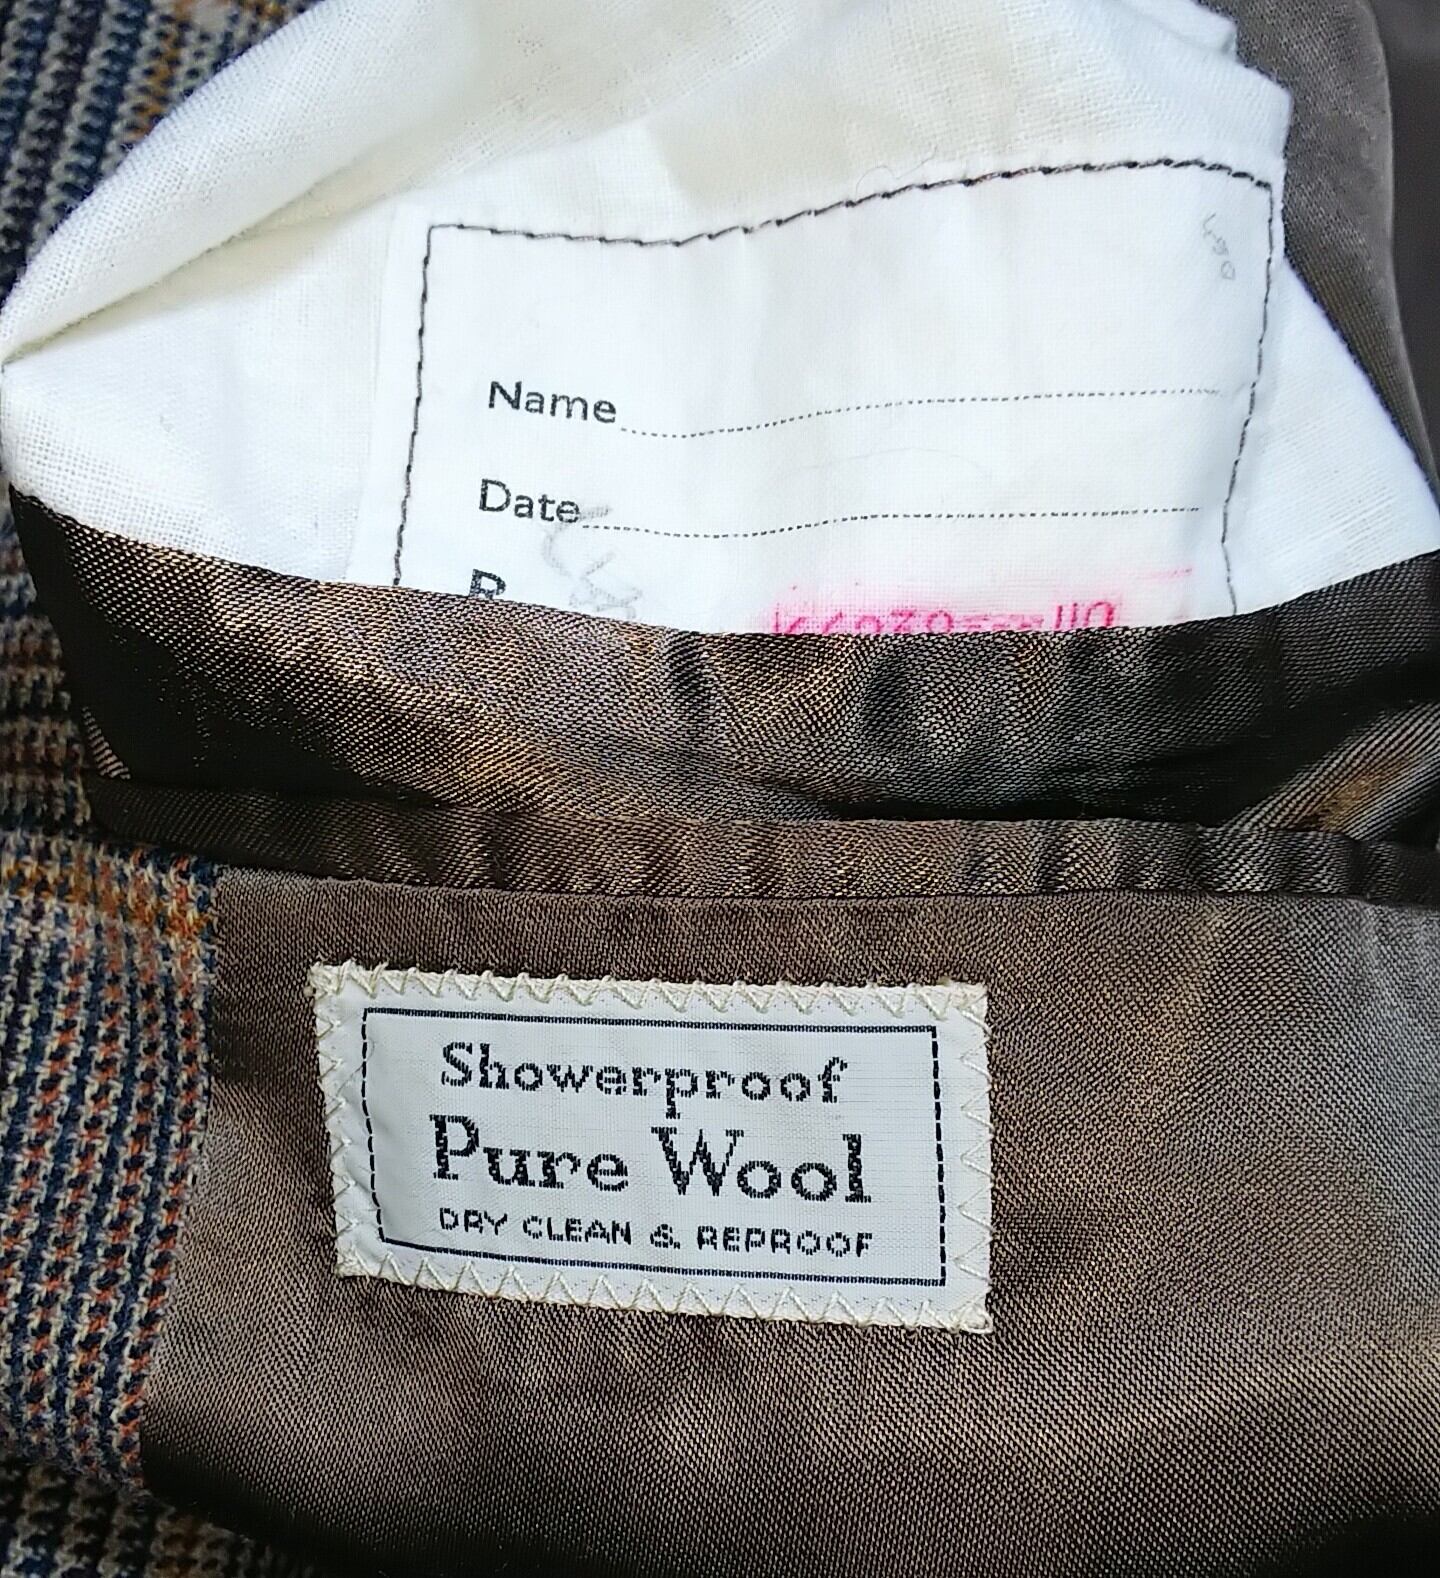 Name
Date
Showerproof
Pure Wool
DRY CLEAN & REPROOF